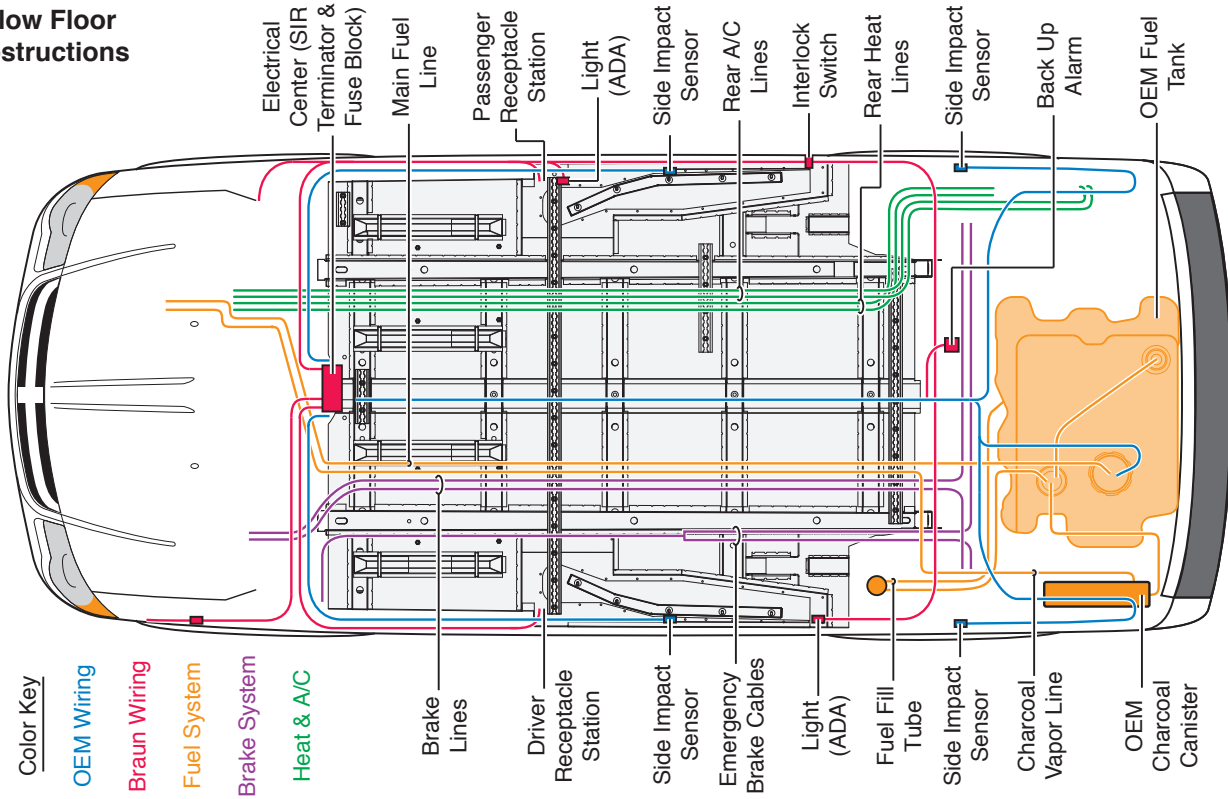 low Floor
structions
Electrical
Center (SIR
Terminator &
Fuse Block)
Main Fuel
Line
Passenger
Receptacle
Station
Light
(ADA)
Side Impact
Sensor
Rear A/C
Lines
Interlock
Switch
Rear Heat
Lines
Side Impact
Sensor
Back Up
Alarm
OEM Fuel
Tank
Color Key
OEM Wiring
Braun Wiring
Fuel System
Brake System
Heat & A/C
Brake
Lines
Driver
Receptacle
Station
Side Impact
Sensor
Emergency
Brake Cables
Light
(ADA)
Fuel Fill
Tube
Side Impact
Sensor
Charcoal
Vapor Line
OEM
Charcoal
Canister